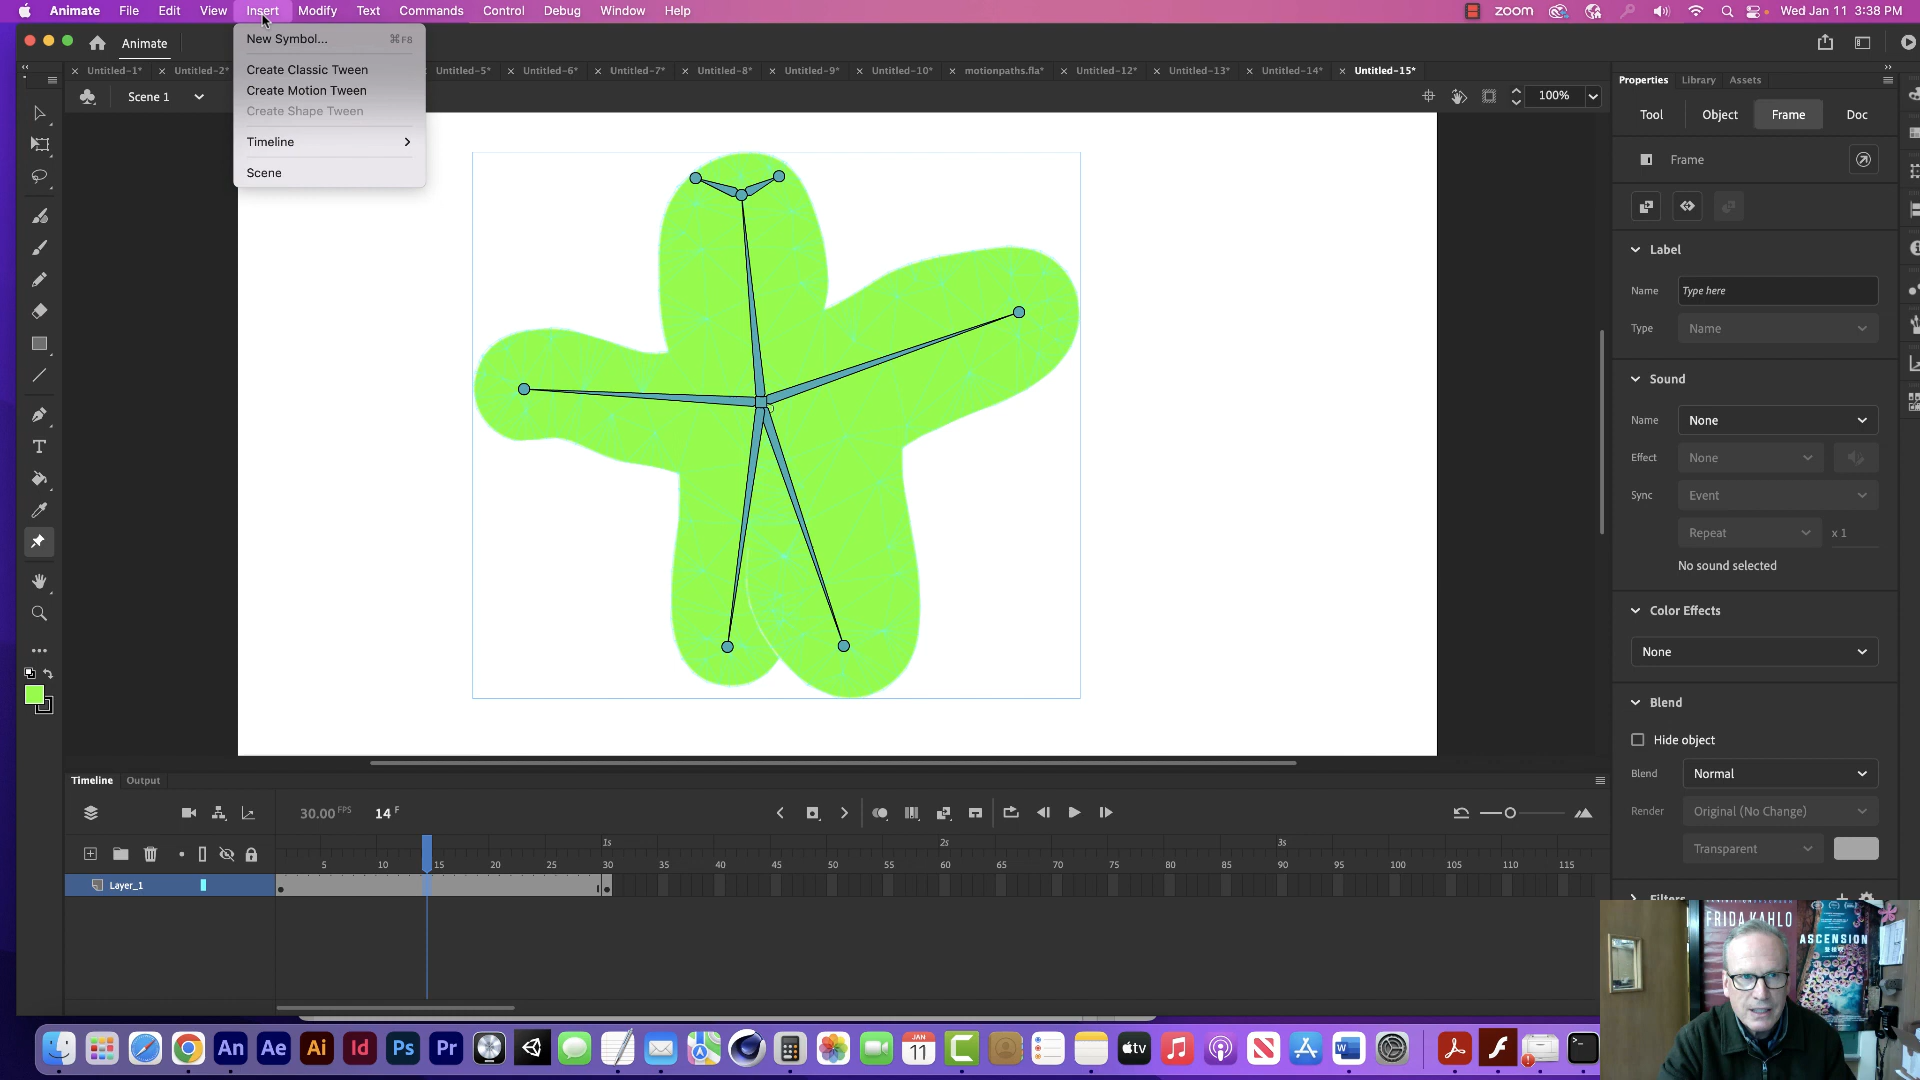 Animate File Edit View Insert Modify Text Commands Control Debug Window Help zoom Wed Jan 11 3:38 PM
Animate
New Symbol... ⌘F8
Create Classic Tween
Create Motion Tween
Create Shape Tween
Timeline
Scene
Untitled-1* Untitled-2* Untitled-5* Untitled-6* Untitled-7* Untitled-8* Untitled-9* Untitled-10* motionpaths.fla* Untitled-12* Untitled-13* Untitled-14* Untitled-15*
Scene 1 100%
Properties Library Assets
Tool Object Frame Doc
Frame
Label
Name Type here
Type Name
Sound
Name None
Effect None
Sync Event
Repeat x 1
No sound selected
Color Effects
None
Blend
Hide object
Blend Normal
Render Original (No Change)
Transparent
Filters
Timeline Output
30.00 FPS 14 F
1s 2s 3s
5 10 15 20 25 30 35 40 45 50 55 60 65 70 75 80 85 90 95 100 105 110 115
Layer_1
FRIDA KAHLO
ASCENSION
An Ae Ai Id Ps Pr JAN 11 tv